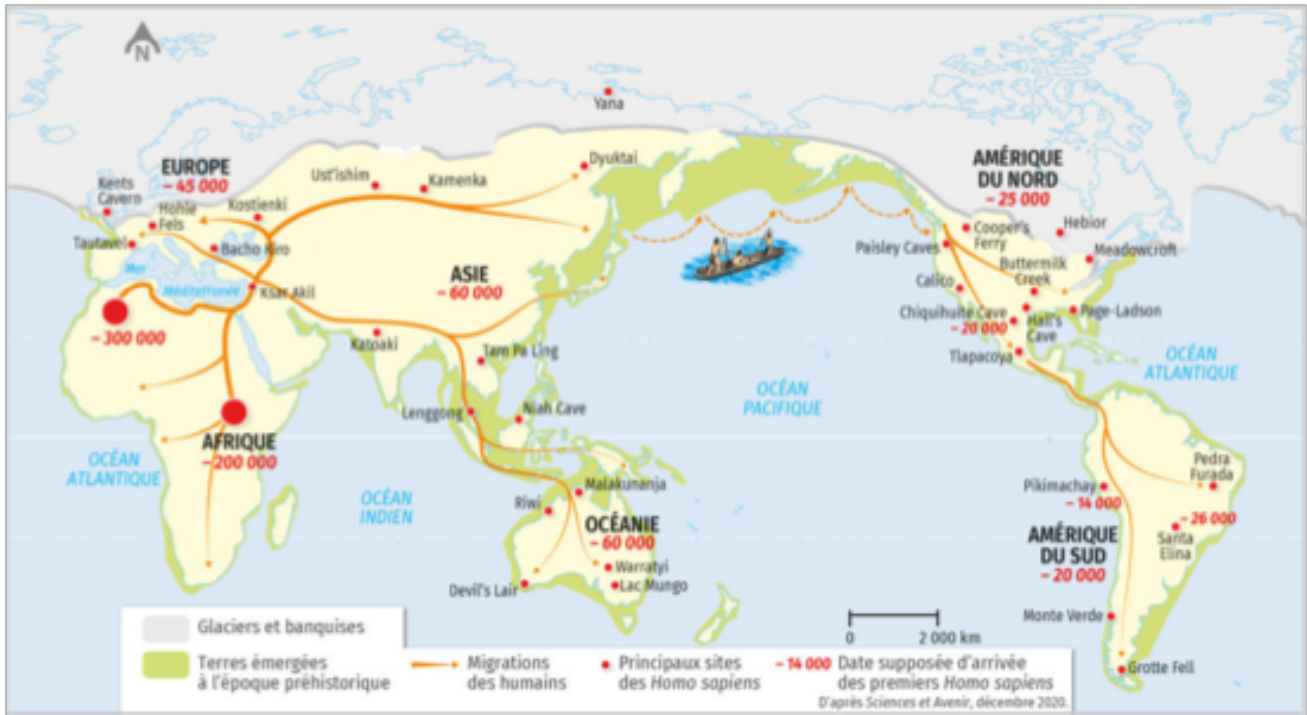 N
Yana
EUROPE
– 45 000
Kents
Cavern
Hohle
Fels
Tautavel
Kostienki
Bacho Kiro
Ust'ishim
Kamenka
Dyuktai
Mer
Méditerranée
Ksar Akil
ASIE
– 60 000
– 300 000
Katoaki
Tam Pa Ling
Lenggong
Niah Cave
AFRIQUE
– 200 000
OCÉAN
ATLANTIQUE
OCÉAN
INDIEN
Malakunanja
Riwi
OCÉANIE
– 60 000
Warratyi
Lac Mungo
Devil's Lair
OCÉAN
PACIFIQUE
AMÉRIQUE
DU NORD
– 25 000
Cooper's
Ferry
Hebior
Paisley Caves
Meadowcroft
Buttermilk
Creek
Calico
Chiquihuite Cave
– 20 000
Hall's
Cave
Page-Ladson
Tlapacoya
OCÉAN
ATLANTIQUE
Pedra
Furada
Pikimachay
– 14 000
– 26 000
Santa
Elina
AMÉRIQUE
DU SUD
– 20 000
Monte Verde
Grotte Fell
0
2 000 km
Glaciers et banquises
Terres émergées
à l'époque préhistorique
Migrations
des humains
Principaux sites
des Homo sapiens
– 14 000 Date supposée d'arrivée
des premiers Homo sapiens
D'après Sciences et Avenir, décembre 2020.